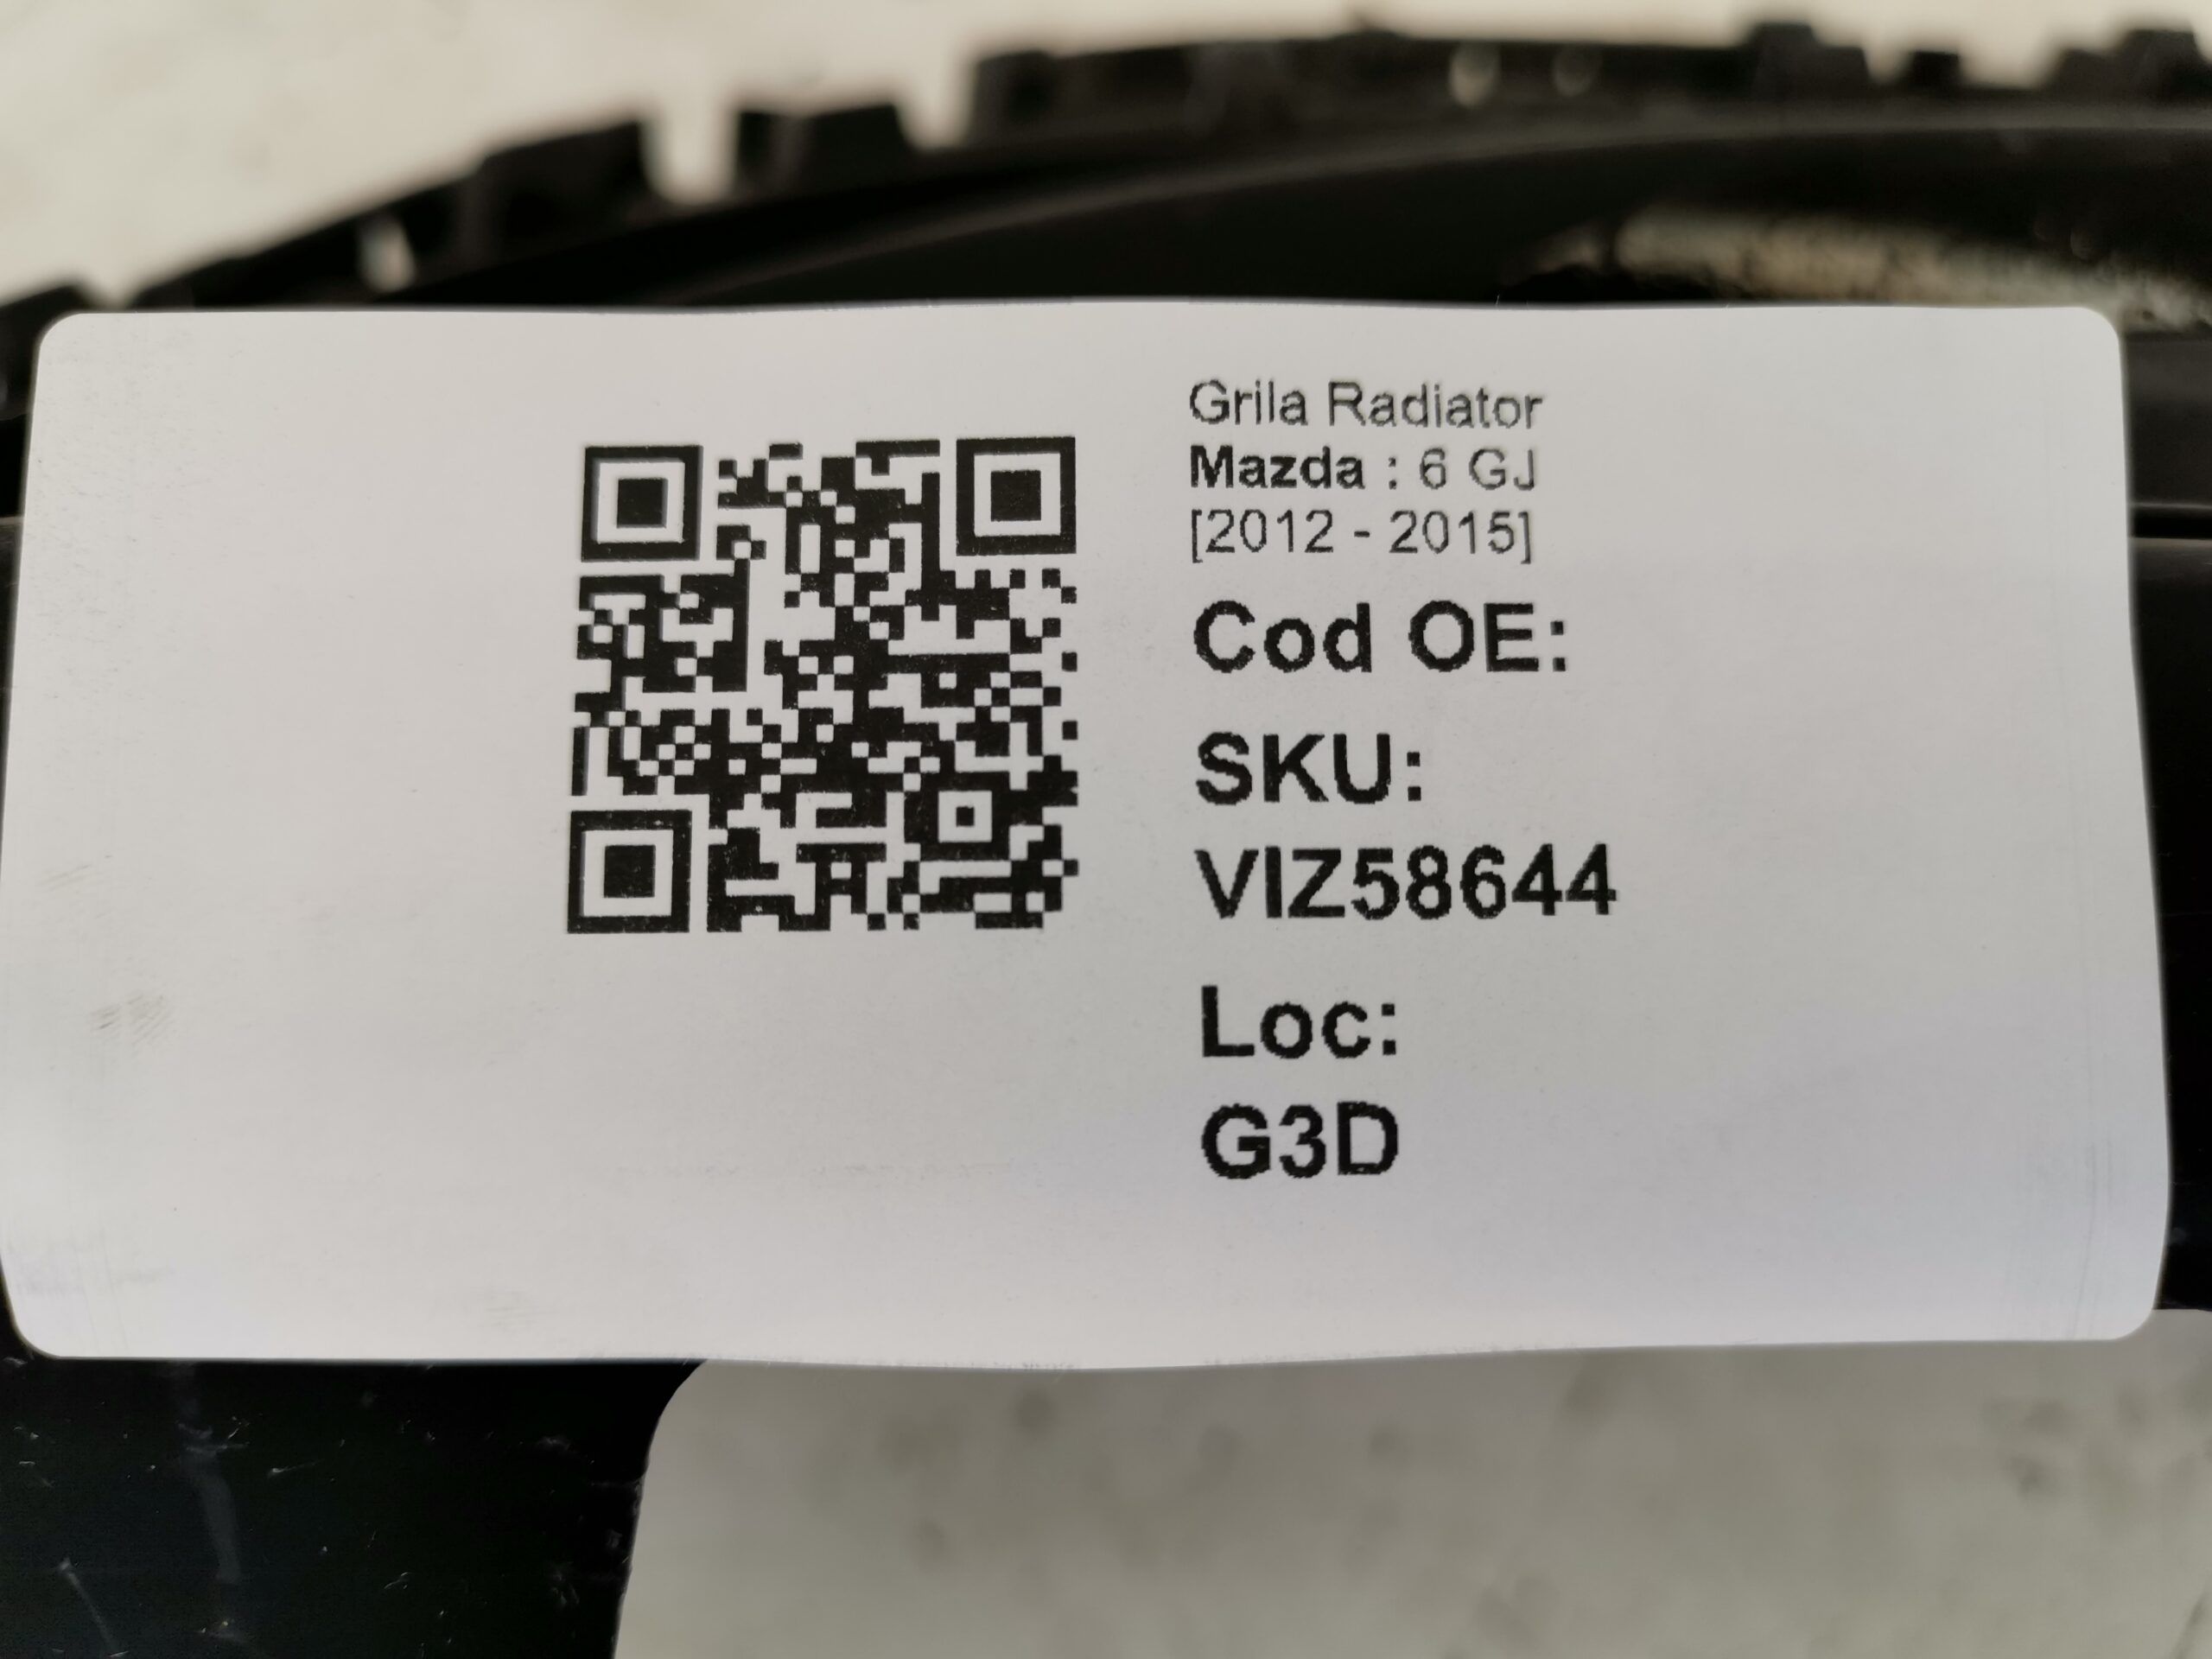 Grila Radiator
Mazda : 6 GJ
[2012 - 2015]
Cod OE:
SKU:
VIZ58644
Loc:
G3D